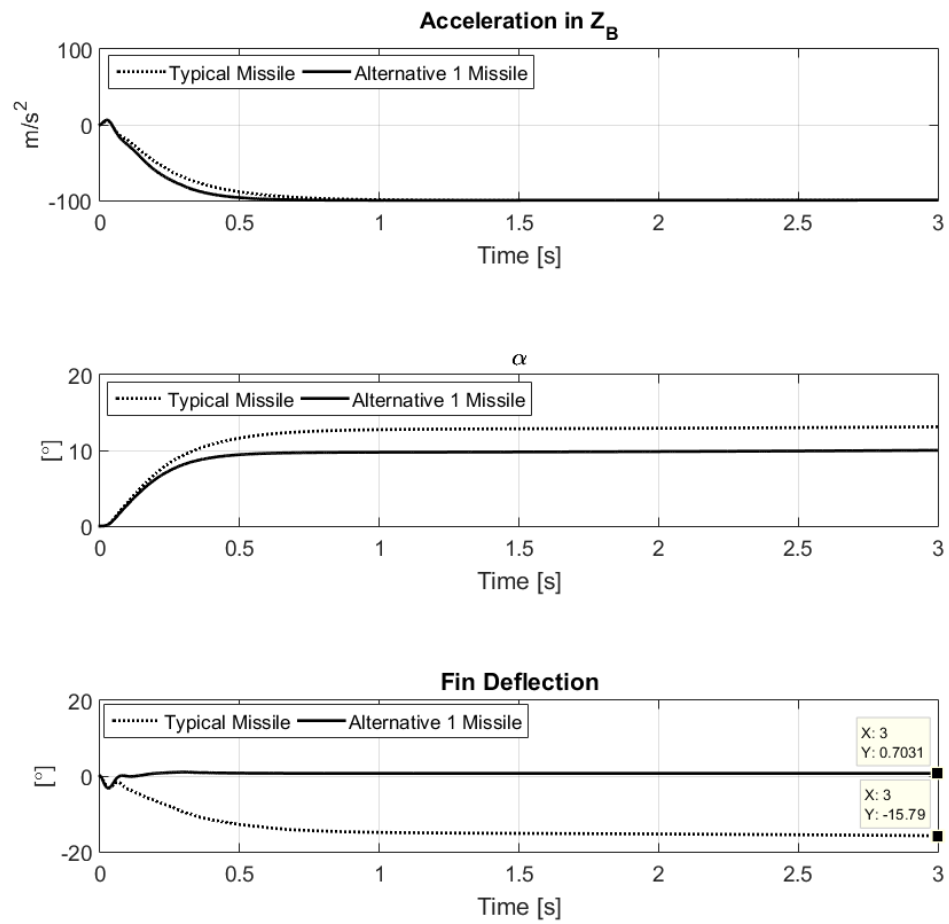 Acceleration in Z_B
100
Typical Missile Alternative 1 Missile
m/s²
0
-100
0 0.5 1 1.5 2 2.5 3
Time [s]
α
20
Typical Missile Alternative 1 Missile
[°]
10
0
0 0.5 1 1.5 2 2.5 3
Time [s]
Fin Deflection
20
Typical Missile Alternative 1 Missile
X: 3
Y: 0.7031
[°]
0
X: 3
Y: -15.79
-20
0 0.5 1 1.5 2 2.5 3
Time [s]